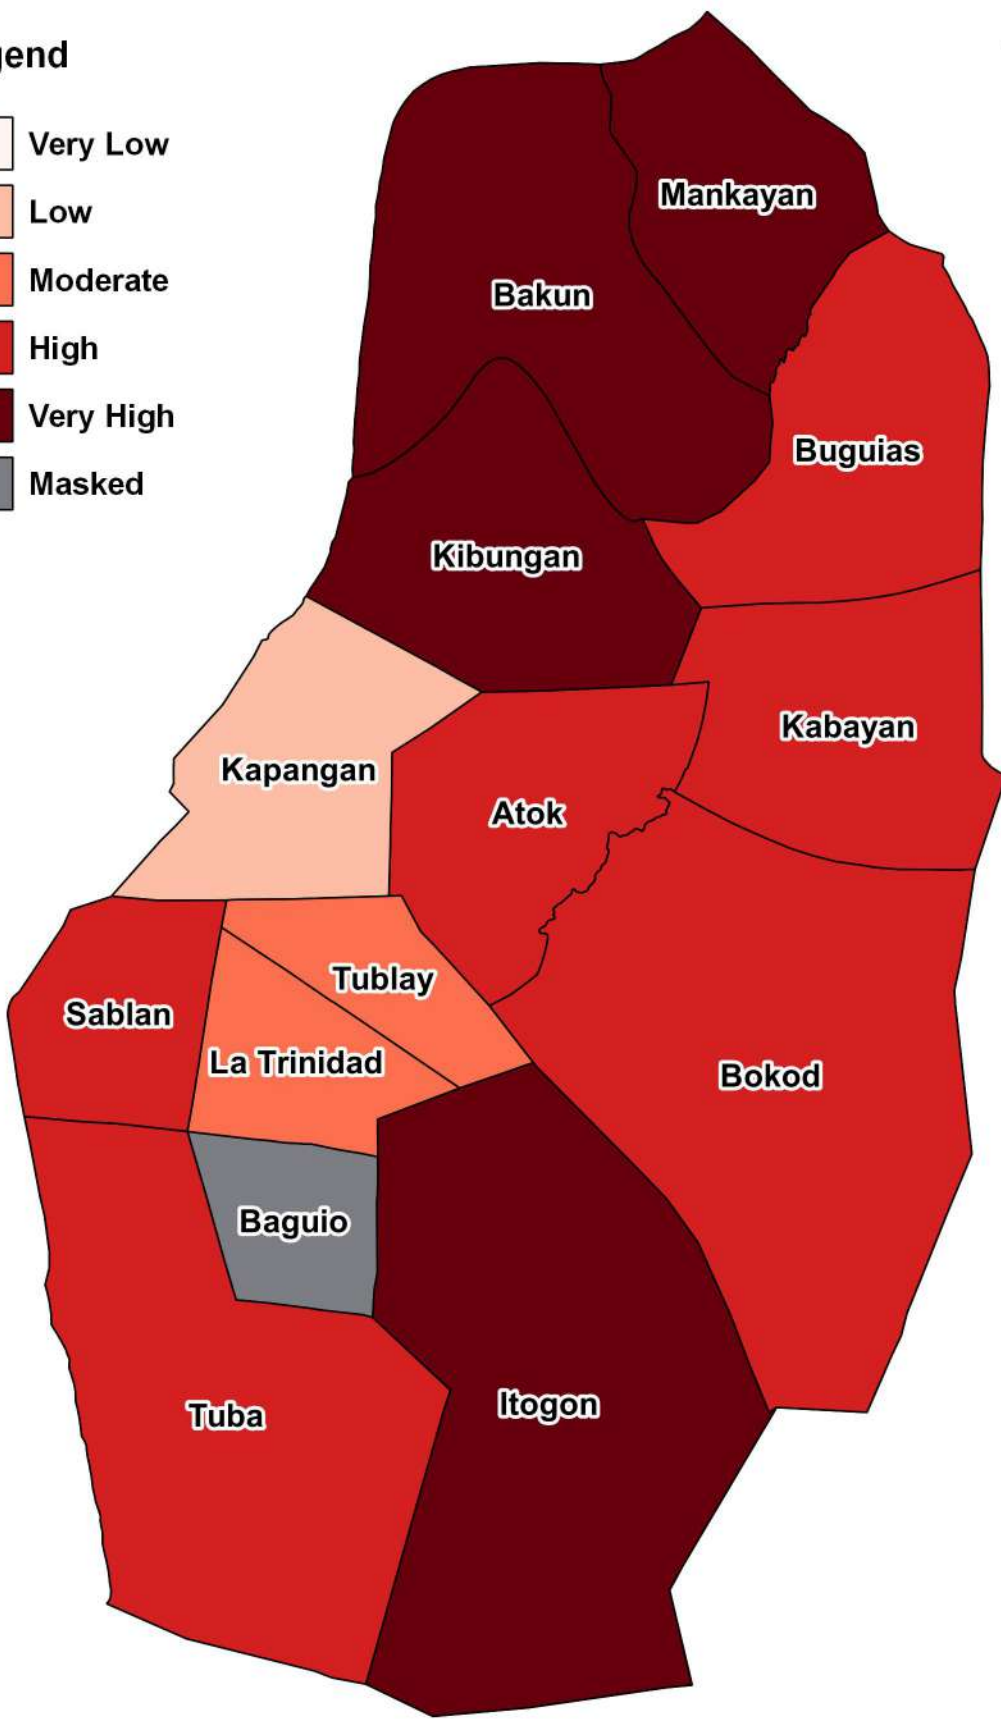 gend
Very Low
Low
Moderate
High
Very High
Masked
Mankayan
Bakun
Buguias
Kibungan
Kabayan
Kapangan
Atok
Tublay
Sablan
La Trinidad
Bokod
Baguio
Itogon
Tuba